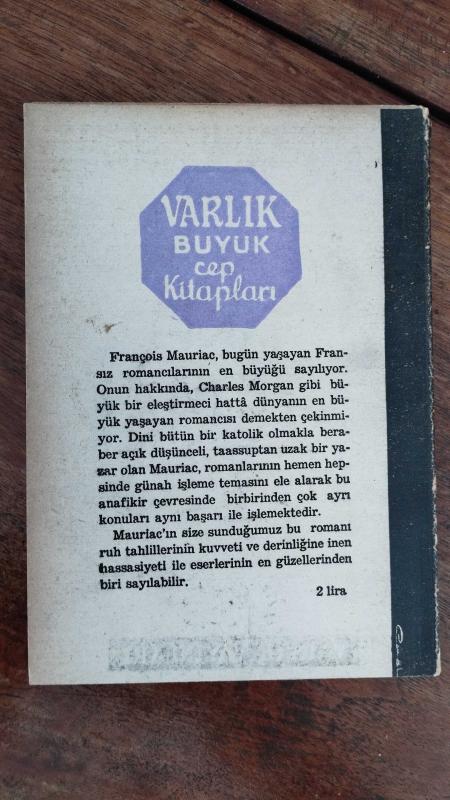 VARLIK
BUYUK
cep
Kitapları
François Mauriac, bugün yaşayan Fran-
sız romancılarının en büyüğü sayılıyor.
Onun hakkında, Charles Morgan gibi bü-
yük bir eleştirmeci hattâ dünyanın en bü-
yük yaşayan romancısı demekten çekinmi-
yor. Dini bütün bir katolik olmakla bera-
ber açık düşünceli, taassuptan uzak bir ya-
zar olan Mauriac, romanlarının hemen hep-
sinde günah işleme temasını ele alarak bu
anafikir çevresinde birbirinden çok ayrı
konuları aynı başarı ile işlemektedir.
Mauriac'ın size sunduğumuz bu romanı
ruh tahlillerinin kuvveti ve derinliğine inen
hassasiyeti ile eserlerinin en güzellerinden
biri sayılabilir.
2 lira